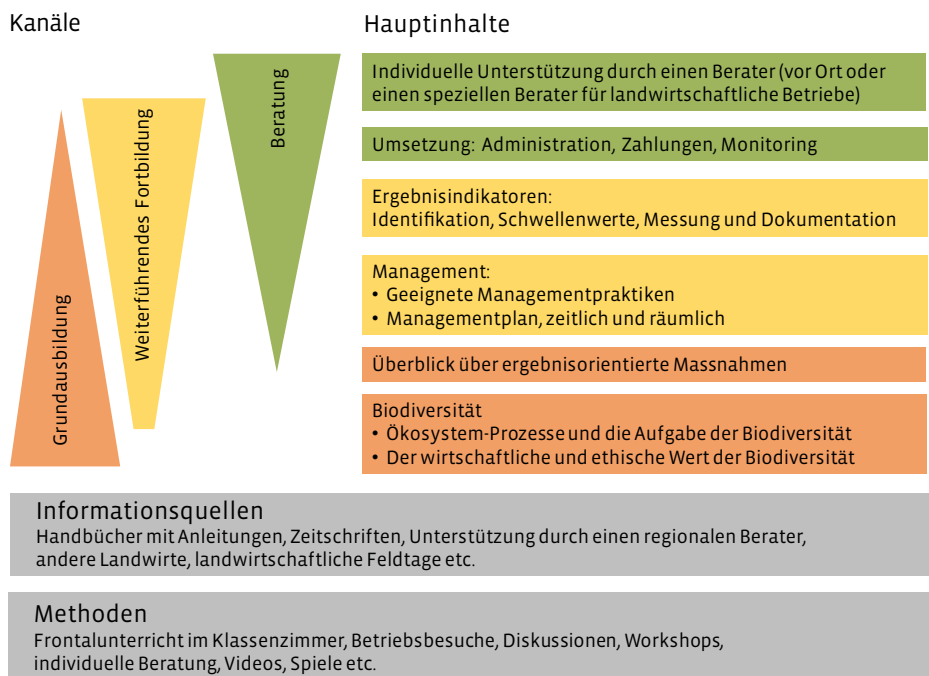 Kanäle
Grundausbildung
Weiterführendes Fortbildung
Beratung
Hauptinhalte
Individuelle Unterstützung durch einen Berater (vor Ort oder
einen speziellen Berater für landwirtschaftliche Betriebe)
Umsetzung: Administration, Zahlungen, Monitoring
Ergebnisindikatoren:
Identifikation, Schwellenwerte, Messung und Dokumentation
Management:
• Geeignete Managementpraktiken
• Managementplan, zeitlich und räumlich
Überblick über ergebnisorientierte Massnahmen
Biodiversität
• Ökosystem-Prozesse und die Aufgabe der Biodiversität
• Der wirtschaftliche und ethische Wert der Biodiversität
Informationsquellen
Handbücher mit Anleitungen, Zeitschriften, Unterstützung durch einen regionalen Berater,
andere Landwirte, landwirtschaftliche Feldtage etc.
Methoden
Frontalunterricht im Klassenzimmer, Betriebsbesuche, Diskussionen, Workshops,
individuelle Beratung, Videos, Spiele etc.